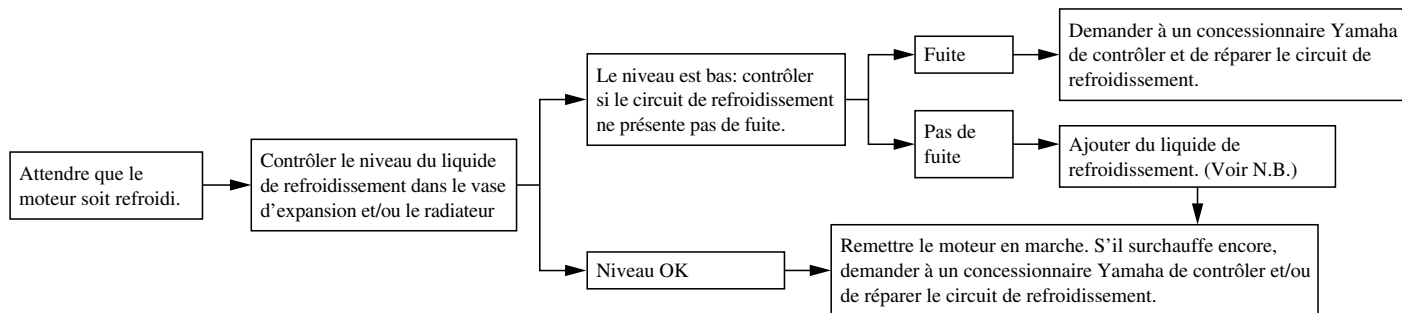 Attendre que le
moteur soit refroidi.
Contrôler le niveau du liquide
de refroidissement dans le vase
d’expansion et/ou le radiateur
Le niveau est bas: contrôler
si le circuit de refroidissement
ne présente pas de fuite.
Fuite
Demander à un concessionnaire Yamaha
de contrôler et de réparer le circuit de
refroidissement.
Pas de
fuite
Ajouter du liquide de
refroidissement. (Voir N.B.)
Niveau OK
Remettre le moteur en marche. S’il surchauffe encore,
demander à un concessionnaire Yamaha de contrôler et/ou
de réparer le circuit de refroidissement.